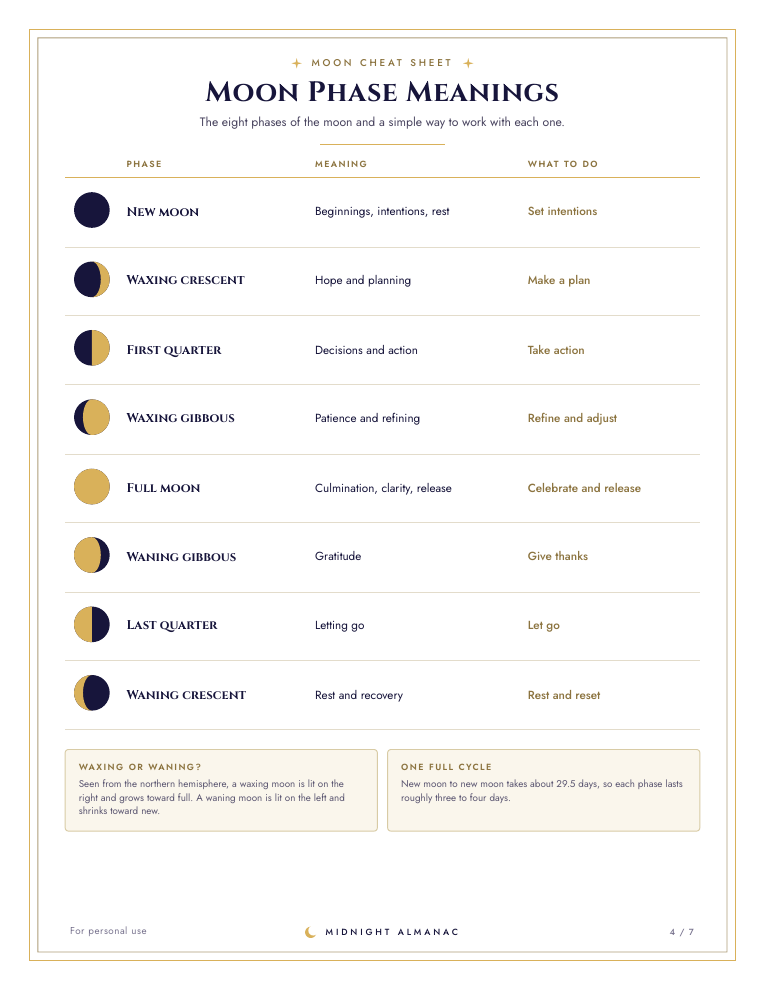 MOON CHEAT SHEET
Moon Phase Meanings
The eight phases of the moon and a simple way to work with each one.
PHASE MEANING WHAT TO DO
New moon Beginnings, intentions, rest Set intentions
Waxing crescent Hope and planning Make a plan
First quarter Decisions and action Take action
Waxing gibbous Patience and refining Refine and adjust
Full moon Culmination, clarity, release Celebrate and release
Waning gibbous Gratitude Give thanks
Last quarter Letting go Let go
Waning crescent Rest and recovery Rest and reset
WAXING OR WANING?
Seen from the northern hemisphere, a waxing moon is lit on the
right and grows toward full. A waning moon is lit on the left and
shrinks toward new.
ONE FULL CYCLE
New moon to new moon takes about 29.5 days, so each phase lasts
roughly three to four days.
For personal use MIDNIGHT ALMANAC 4 / 7